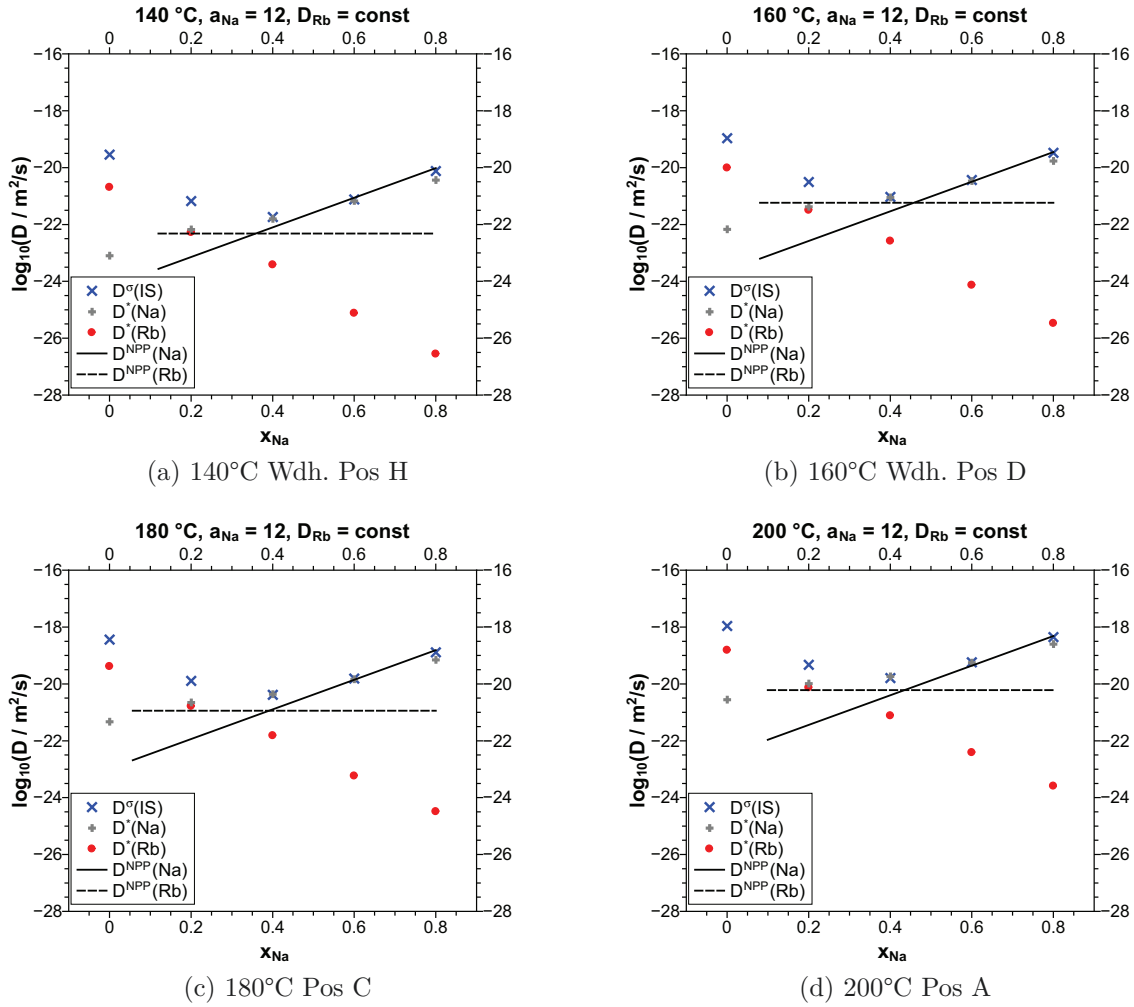 140 °C, aNa = 12, DRb = const
0 0.2 0.4 0.6 0.8
−16 −16
−18 −18
−20 −20
−22 −22
−24 −24
−26 −26
−28 −28
log10(D / m2/s)
Dσ(IS)
D*(Na)
D*(Rb)
DNPP(Na)
DNPP(Rb)
0 0.2 0.4 0.6 0.8
xNa
(a) 140°C Wdh. Pos H
160 °C, aNa = 12, DRb = const
0 0.2 0.4 0.6 0.8
−16 −16
−18 −18
−20 −20
−22 −22
−24 −24
−26 −26
−28 −28
log10(D / m2/s)
Dσ(IS)
D*(Na)
D*(Rb)
DNPP(Na)
DNPP(Rb)
0 0.2 0.4 0.6 0.8
xNa
(b) 160°C Wdh. Pos D
180 °C, aNa = 12, DRb = const
0 0.2 0.4 0.6 0.8
−16 −16
−18 −18
−20 −20
−22 −22
−24 −24
−26 −26
−28 −28
log10(D / m2/s)
Dσ(IS)
D*(Na)
D*(Rb)
DNPP(Na)
DNPP(Rb)
0 0.2 0.4 0.6 0.8
xNa
(c) 180°C Pos C
200 °C, aNa = 12, DRb = const
0 0.2 0.4 0.6 0.8
−16 −16
−18 −18
−20 −20
−22 −22
−24 −24
−26 −26
−28 −28
log10(D / m2/s)
Dσ(IS)
D*(Na)
D*(Rb)
DNPP(Na)
DNPP(Rb)
0 0.2 0.4 0.6 0.8
xNa
(d) 200°C Pos A